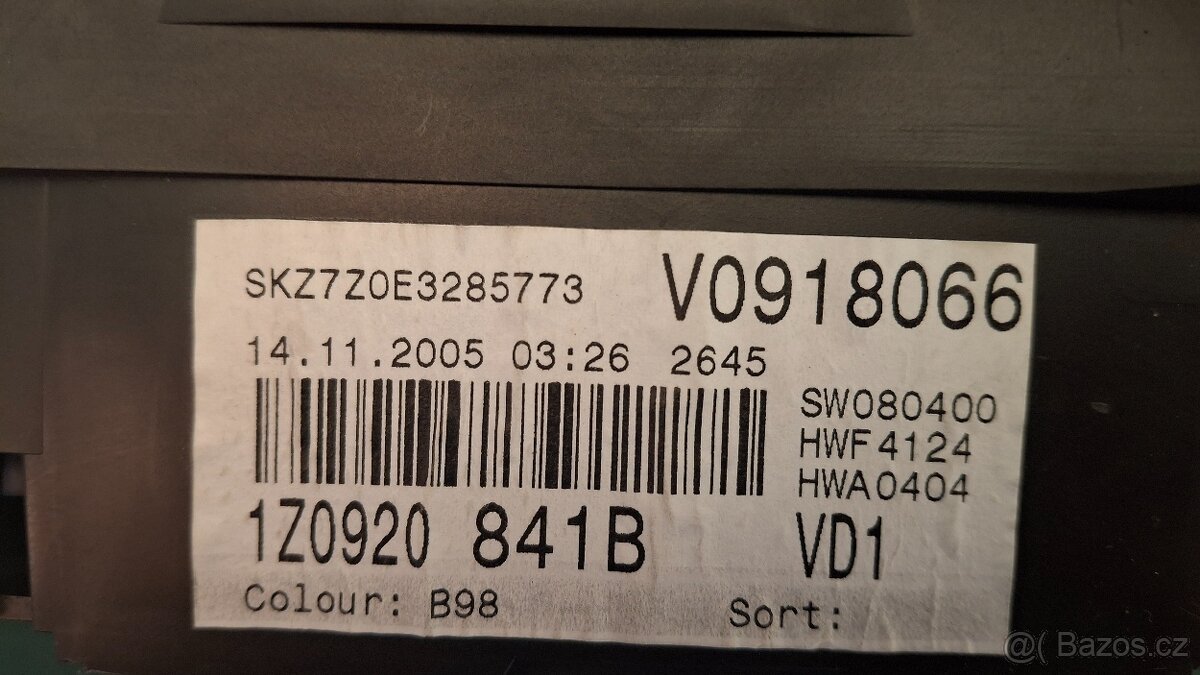 SKZ7Z0E3285773 V0918066
14.11.2005 03:26 2645
SW080400
HWF4124
HWA0404
1Z0920 841B VD1
Colour: B98 Sort:
@( Bazos.cz